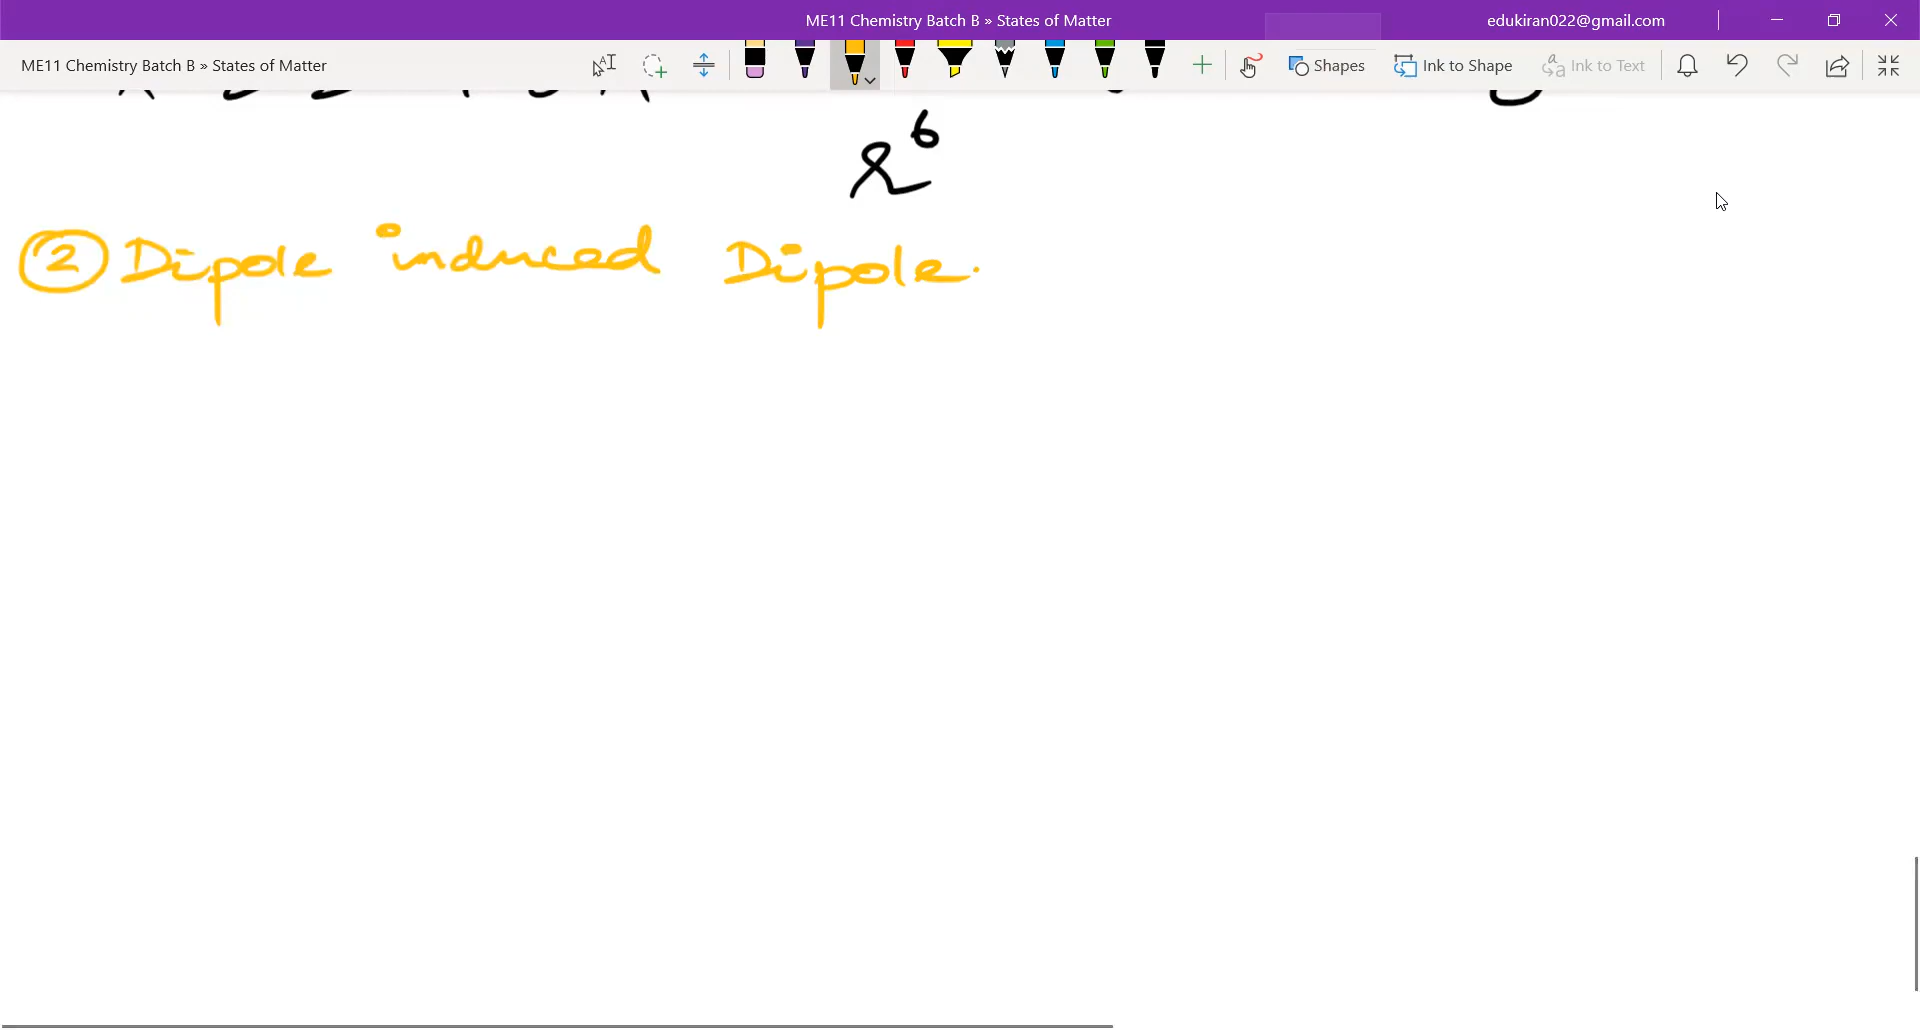 ME11 Chemistry Batch B » States of Matter
edukiran022@gmail.com
ME11 Chemistry Batch B » States of Matter
Shapes
Ink to Shape
Ink to Text
r⁶
② Dipole induced Dipole.